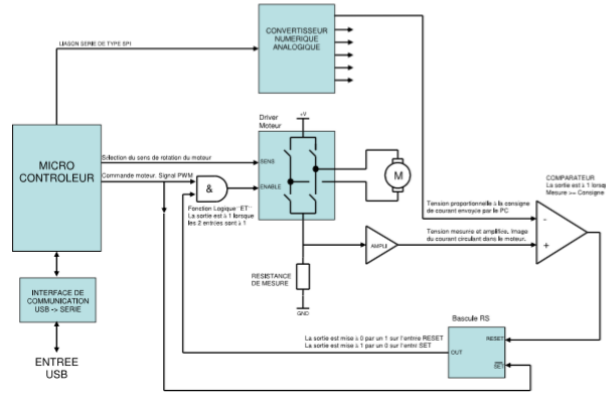 CONVERTISSEUR
NUMERIQUE
ANALOGIQUE
LIAISON SERIE DE TYPE SPI
Driver
Moteur
+V
MICRO
CONTROLEUR
Sélection du sens de rotation du moteur
SENS
Commande moteur, Signal PWM
&
ENABLE
M
Fonction Logique "ET"
La sortie est à 1 lorsque
les 2 entrées sont à 1
COMPARATEUR
La sortie est à 1 lorsq
Mesure >= Consigne
Tension proportionnelle à la consigne
de courant envoyée par le PC
-
+
Tension mesurée et amplifiée, Image
du courant circulant dans le moteur.
AMPLI
RESISTANCE
DE MESURE
GND
INTERFACE DE
COMMUNICATION
USB <-> SERIE
ENTREE
USB
Bascule RS
La sortie est mise à 0 par un 1 sur l'entrée RESET
La sortie est mise à 1 par un 0 sur l'entré SET
OUT
RESET
SET